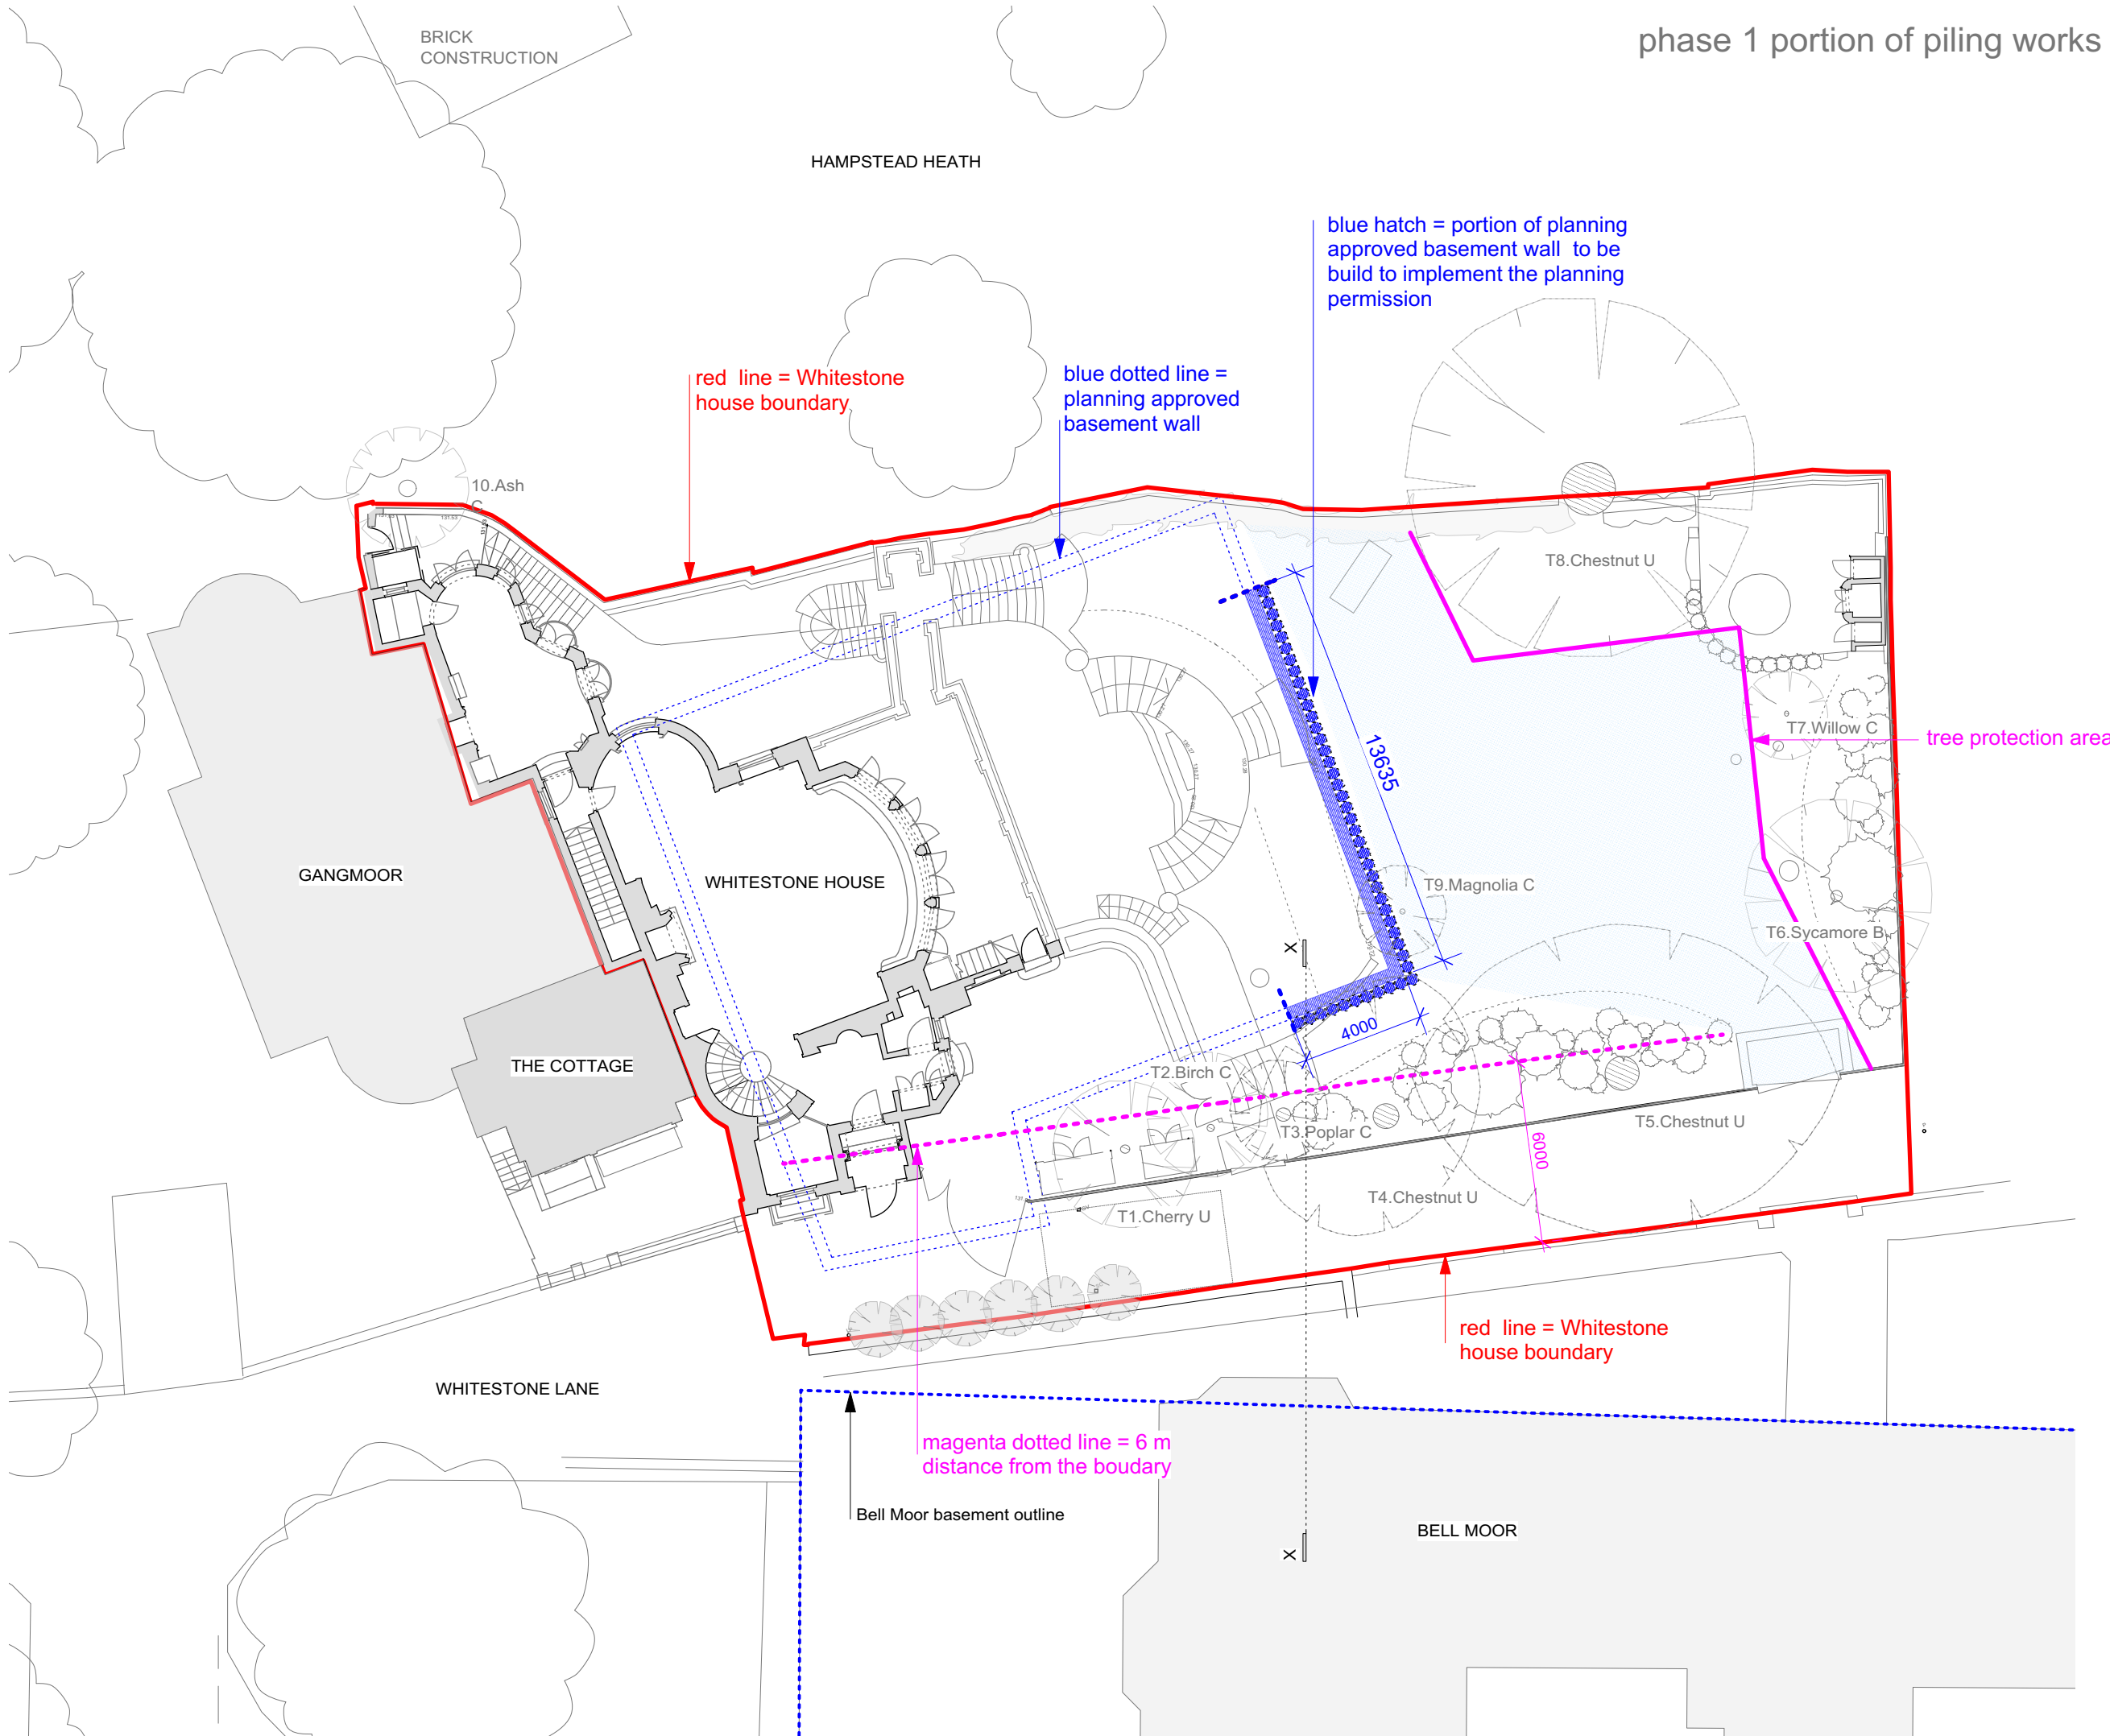 phase 1 portion of piling works
BRICK
CONSTRUCTION
HAMPSTEAD HEATH
blue hatch = portion of planning
approved basement wall to be
build to implement the planning
permission
red line = Whitestone
house boundary
blue dotted line =
planning approved
basement wall
10.Ash
C
T8.Chestnut U
T7.Willow C
tree protection area
13635
GANGMOOR
WHITESTONE HOUSE
T9.Magnolia C
X
T6.Sycamore B
4000
THE COTTAGE
T2.Birch C
T3.Poplar C
T5.Chestnut U
6000
T4.Chestnut U
T1.Cherry U
red line = Whitestone
house boundary
WHITESTONE LANE
magenta dotted line = 6 m
distance from the boudary
Bell Moor basement outline
BELL MOOR
X